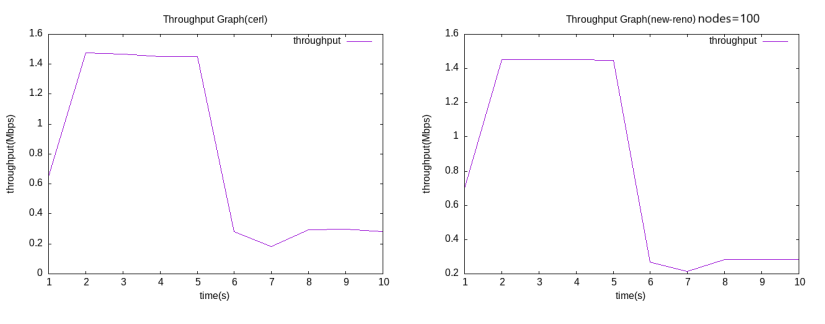 Throughput Graph(cerl)
throughput
1.6
1.4
1.2
1
0.8
0.6
0.4
0.2
0
throughput(Mbps)
1 2 3 4 5 6 7 8 9 10
time(s)
Throughput Graph(new-reno) nodes=100
throughput
1.6
1.4
1.2
1
0.8
0.6
0.4
0.2
throughput(Mbps)
1 2 3 4 5 6 7 8 9 10
time(s)